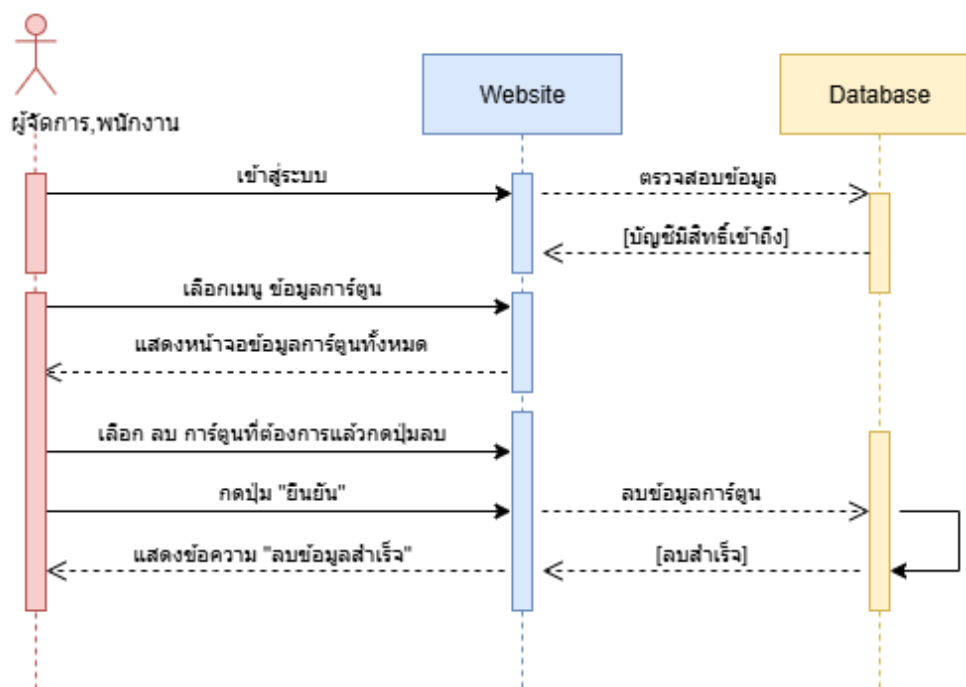 Website
Database
ผู้จัดการ,พนักงาน
เข้าสู่ระบบ
ตรวจสอบข้อมูล
[บัญชีมีสิทธิ์เข้าถึง]
เลือกเมนู ข้อมูลการ์ตูน
แสดงหน้าจอข้อมูลการ์ตูนทั้งหมด
เลือก ลบ การ์ตูนที่ต้องการแล้วกดปุ่มลบ
กดปุ่ม "ยืนยัน"
ลบข้อมูลการ์ตูน
แสดงข้อความ "ลบข้อมูลสำเร็จ"
[ลบสำเร็จ]